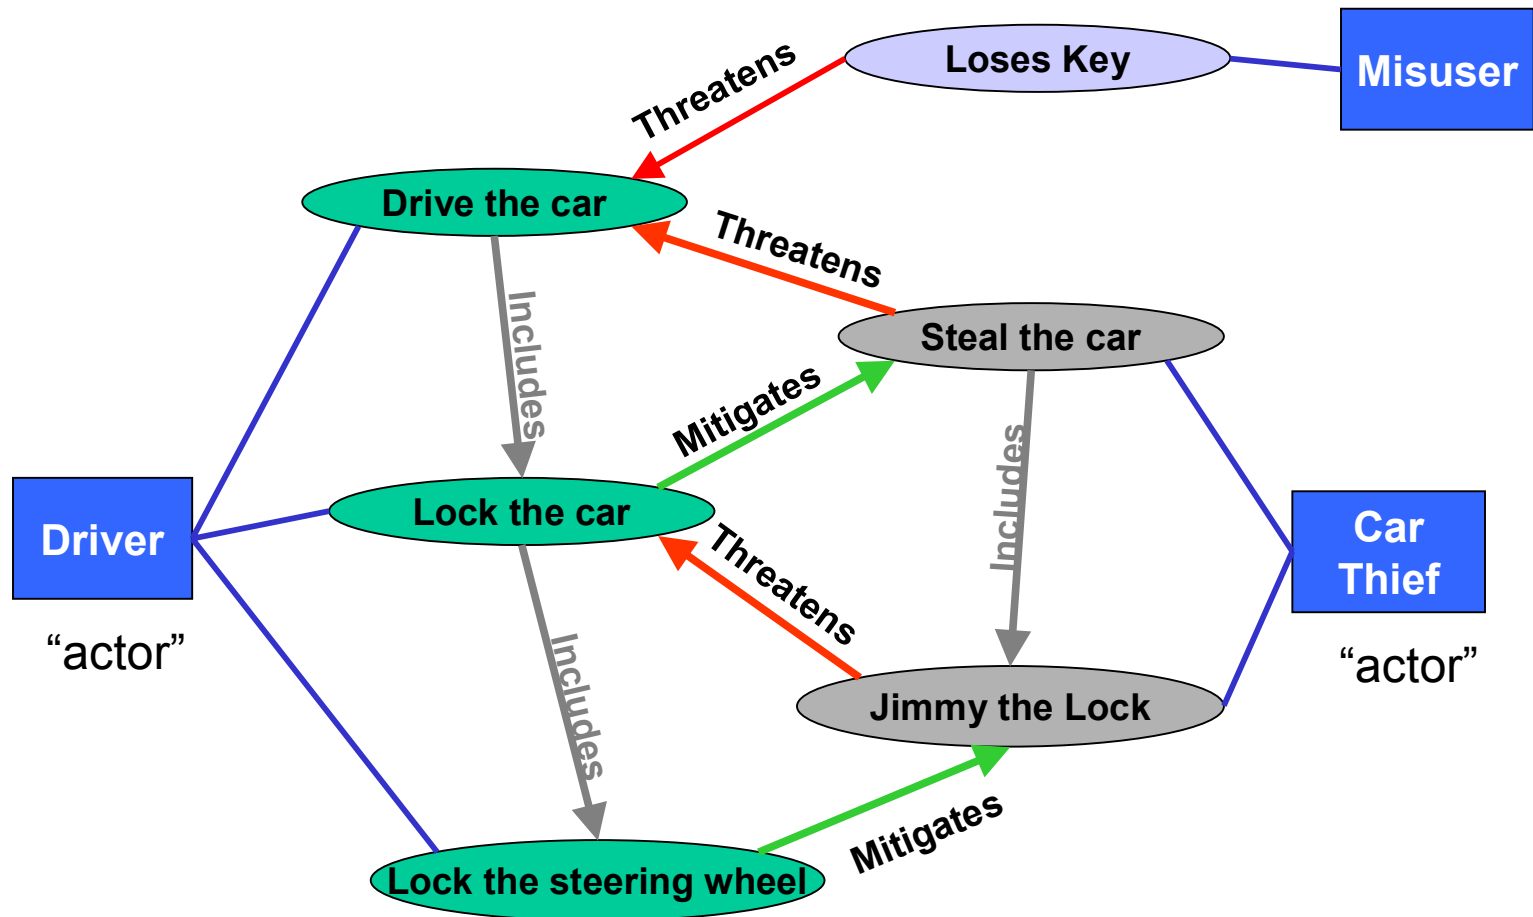 Loses Key
Misuser
Threatens
Drive the car
Threatens
Includes
Steal the car
Mitigates
Includes
Lock the car
Driver
"actor"
Threatens
Car
Thief
"actor"
Includes
Jimmy the Lock
Mitigates
Lock the steering wheel